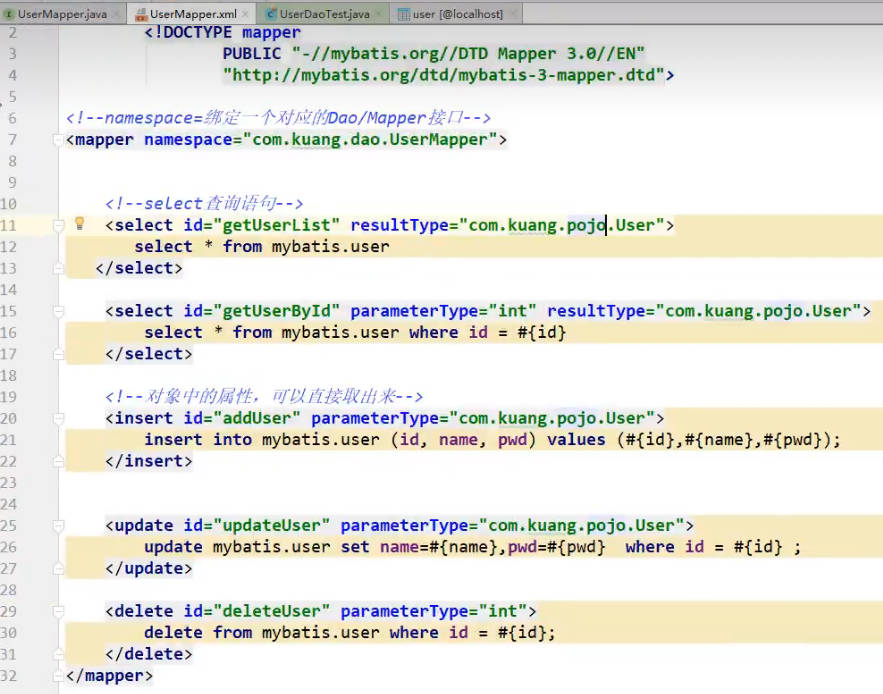 UserMapper.java × UserMapper.xml × UserDaoTest.java × user [@localhost] ×
2 <!DOCTYPE mapper
3 PUBLIC "-//mybatis.org//DTD Mapper 3.0//EN"
4 "http://mybatis.org/dtd/mybatis-3-mapper.dtd">
5
6 <!--namespace=绑定一个对应的Dao/Mapper接口-->
7 <mapper namespace="com.kuang.dao.UserMapper">
8
9
10 <!--select查询语句-->
11 <select id="getUserList" resultType="com.kuang.pojo.User">
12 select * from mybatis.user
13 </select>
14
15 <select id="getUserById" parameterType="int" resultType="com.kuang.pojo.User">
16 select * from mybatis.user where id = #{id}
17 </select>
18
19 <!--对象中的属性，可以直接取出来-->
20 <insert id="addUser" parameterType="com.kuang.pojo.User">
21 insert into mybatis.user (id, name, pwd) values (#{id},#{name},#{pwd});
22 </insert>
23
24
25 <update id="updateUser" parameterType="com.kuang.pojo.User">
26 update mybatis.user set name=#{name},pwd=#{pwd}  where id = #{id} ;
27 </update>
28
29 <delete id="deleteUser" parameterType="int">
30 delete from mybatis.user where id = #{id};
31 </delete>
32 </mapper>